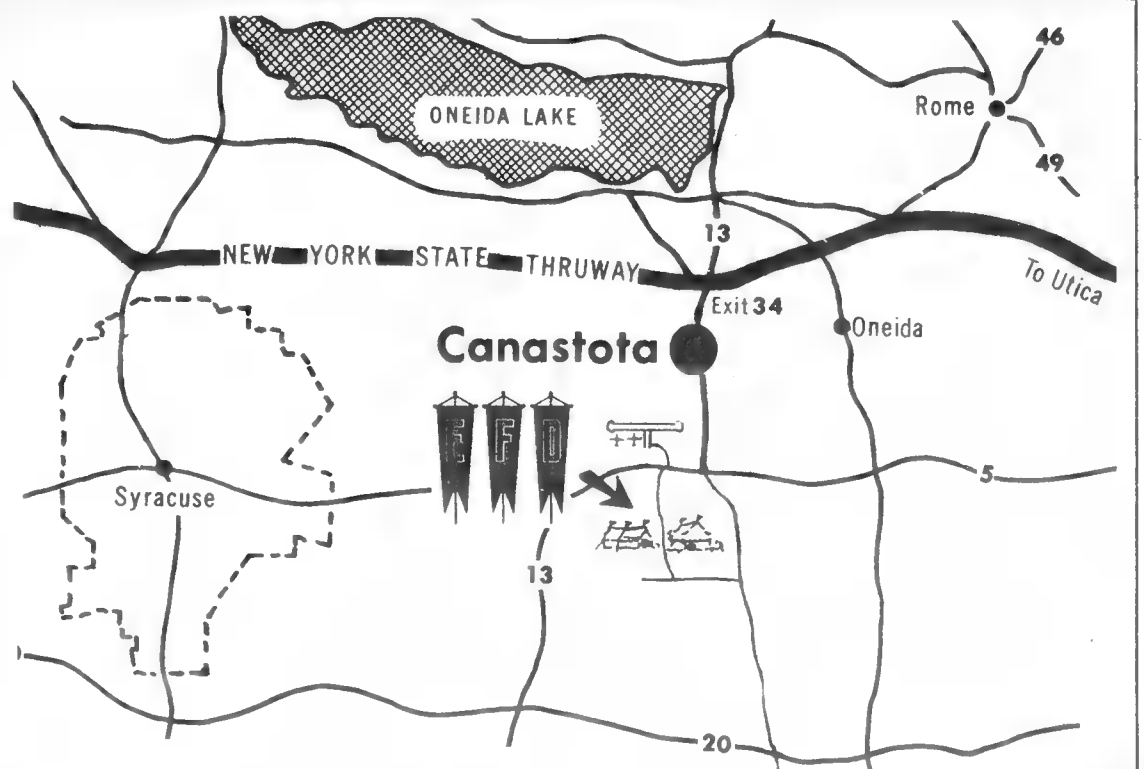 46
Rome
ONEIDA LAKE
49
13
NEW YORK STATE THRUWAY
To Utica
Exit 34
Oneida
Canastota
E F D
5
Syracuse
13
20